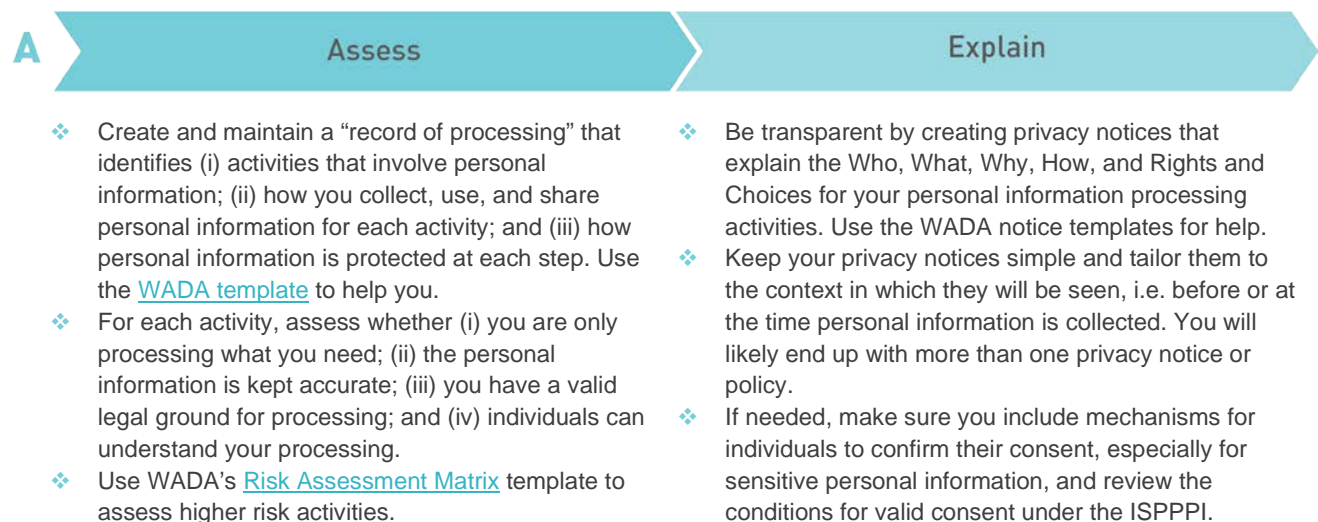 A
Assess
Explain
❖ Create and maintain a “record of processing” that
identifies (i) activities that involve personal
information; (ii) how you collect, use, and share
personal information for each activity; and (iii) how
personal information is protected at each step. Use
the WADA template to help you.
❖ For each activity, assess whether (i) you are only
processing what you need; (ii) the personal
information is kept accurate; (iii) you have a valid
legal ground for processing; and (iv) individuals can
understand your processing.
❖ Use WADA’s Risk Assessment Matrix template to
assess higher risk activities.
❖ Be transparent by creating privacy notices that
explain the Who, What, Why, How, and Rights and
Choices for your personal information processing
activities. Use the WADA notice templates for help.
❖ Keep your privacy notices simple and tailor them to
the context in which they will be seen, i.e. before or at
the time personal information is collected. You will
likely end up with more than one privacy notice or
policy.
❖ If needed, make sure you include mechanisms for
individuals to confirm their consent, especially for
sensitive personal information, and review the
conditions for valid consent under the ISPPPI.